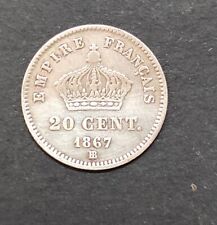 EMPIRE FRANÇAIS
20 CENT.
1867
BB